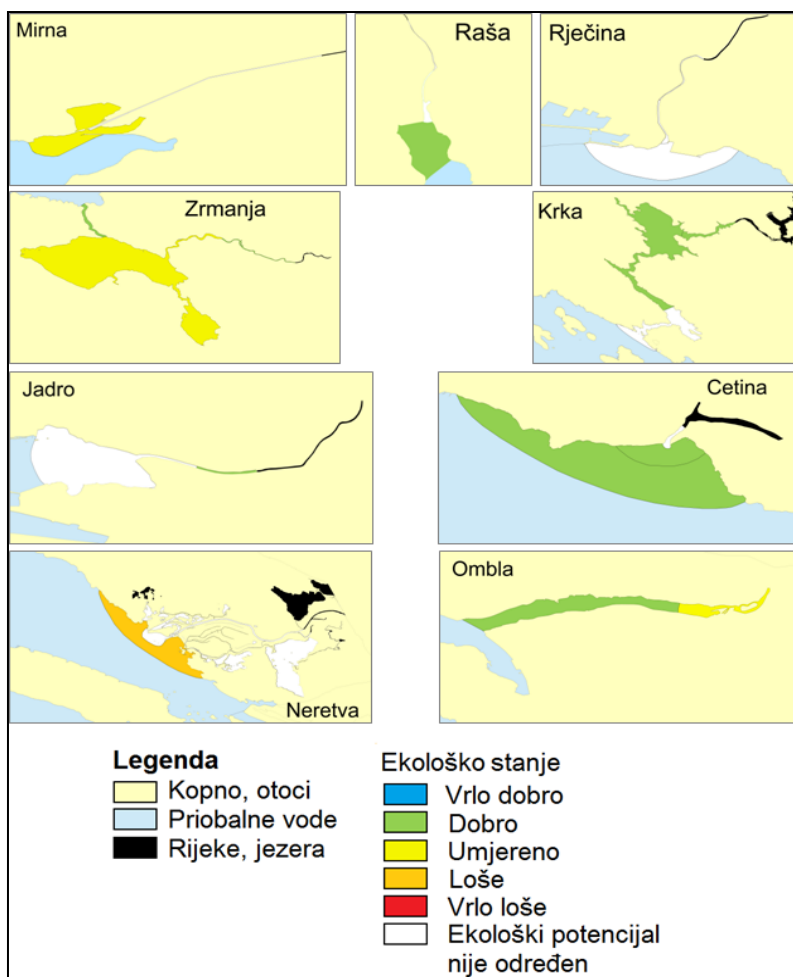 Mirna
Raša
Rječina
Zrmanja
Krka
Jadro
Cetina
Neretva
Ombla
Legenda
Kopno, otoci
Priobalne vode
Rijeke, jezera
Ekološko stanje
Vrlo dobro
Dobro
Umjereno
Loše
Vrlo loše
Ekološki potencijal
nije određen